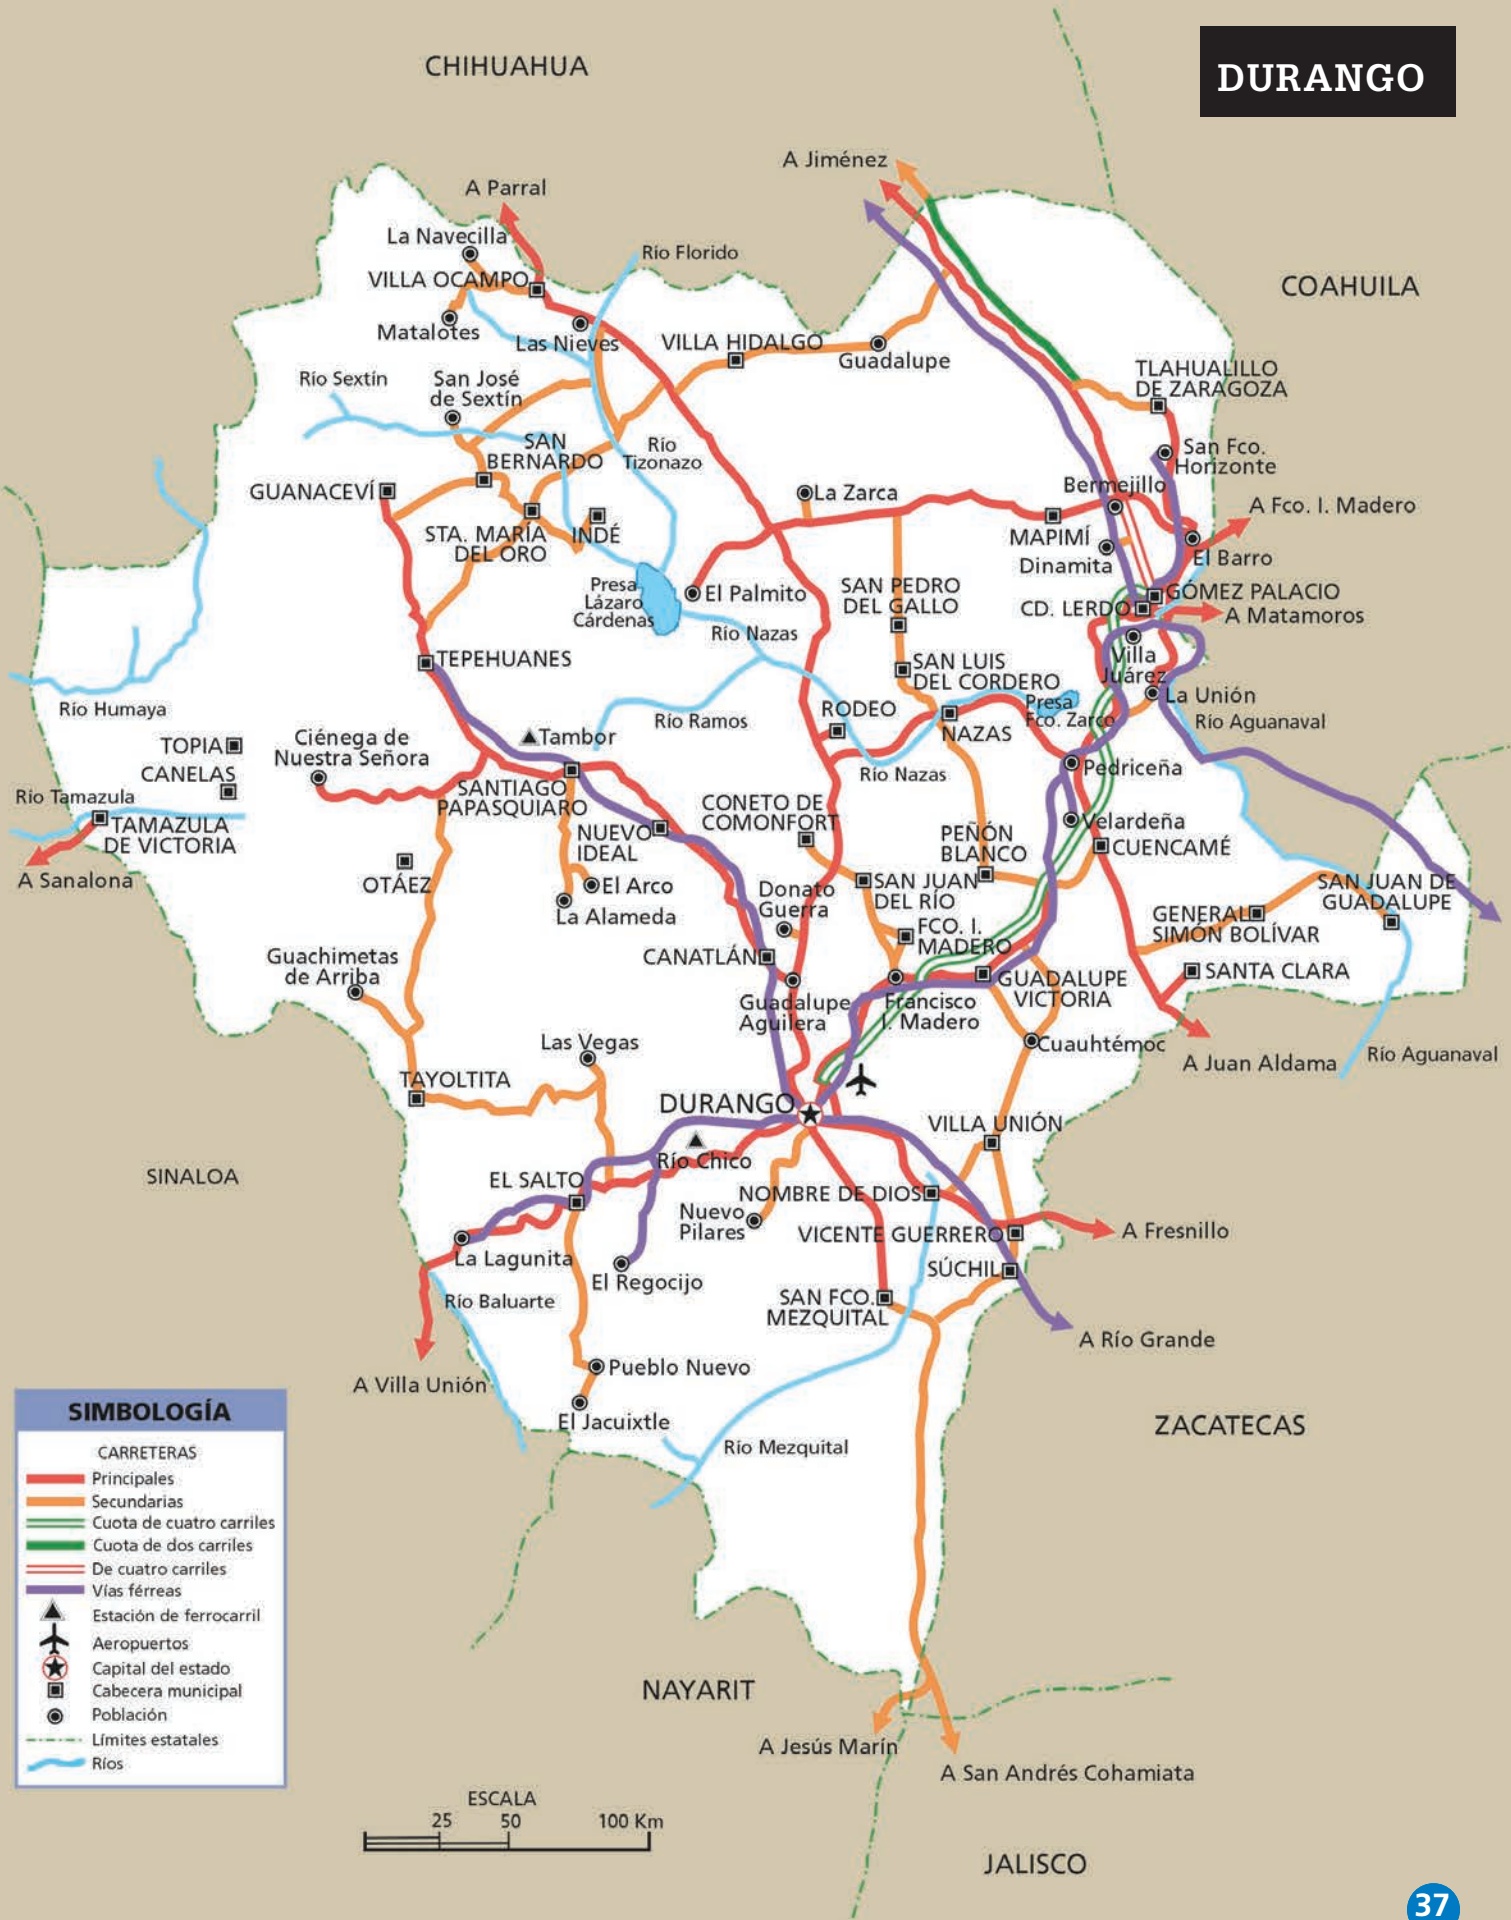 DURANGO
CHIHUAHUA
A Jiménez
A Parral
La Navecilla
Río Florido
VILLA OCAMPO
COAHUILA
Matalotes
Las Nieves
VILLA HIDALGO
Guadalupe
TLAHUALILLO
DE ZARAGOZA
Río Sextín
San José
de Sextín
SAN
BERNARDO
Río
Tizonazo
San Fco.
Horizonte
GUANACEVÍ
La Zarca
Bermejillo
A Fco. I. Madero
STA. MARÍA
DEL ORO
INDÉ
MAPIMÍ
Dinamita
El Barro
Presa
Lázaro
Cárdenas
El Palmito
SAN PEDRO
DEL GALLO
GÓMEZ PALACIO
CD. LERDO
A Matamoros
Río Nazas
TEPEHUANES
SAN LUIS
DEL CORDERO
Villa
Juárez
La Unión
Río Humaya
Río Ramos
RODEO
Presa
Fco. Zarco
Río Aguanaval
NAZAS
TOPIA
Ciénega de
Nuestra Señora
Tambor
CANELAS
Río Nazas
Pedriceña
Río Tamazula
SANTIAGO
PAPASQUIARO
CONETO DE
COMONFORT
TAMAZULA
DE VICTORIA
NUEVO
IDEAL
PEÑÓN
BLANCO
Velardeña
CUENCAMÉ
A Sanalona
OTÁEZ
El Arco
La Alameda
Donato
Guerra
SAN JUAN
DEL RÍO
SAN JUAN DE
GUADALUPE
GENERAL
SIMÓN BOLÍVAR
FCO. I.
MADERO
Guachimetas
de Arriba
CANATLÁN
SANTA CLARA
Guadalupe
Aguilera
Francisco
I. Madero
GUADALUPE
VICTORIA
Las Vegas
Cuauhtémoc
A Juan Aldama
Río Aguanaval
TAYOLTITA
DURANGO
VILLA UNIÓN
SINALOA
Río Chico
EL SALTO
NOMBRE DE DIOS
Nuevo
Pilares
VICENTE GUERRERO
A Fresnillo
La Lagunita
El Regocijo
SÚCHIL
Río Baluarte
SAN FCO.
MEZQUITAL
A Río Grande
Pueblo Nuevo
A Villa Unión
El Jacuixtle
ZACATECAS
Río Mezquital
SIMBOLOGÍA
CARRETERAS
Principales
Secundarias
Cuota de cuatro carriles
Cuota de dos carriles
De cuatro carriles
Vías férreas
Estación de ferrocarril
Aeropuertos
Capital del estado
Cabecera municipal
Población
Límites estatales
Ríos
NAYARIT
A Jesús Marín
A San Andrés Cohamiata
ESCALA
25 50 100 Km
JALISCO
37